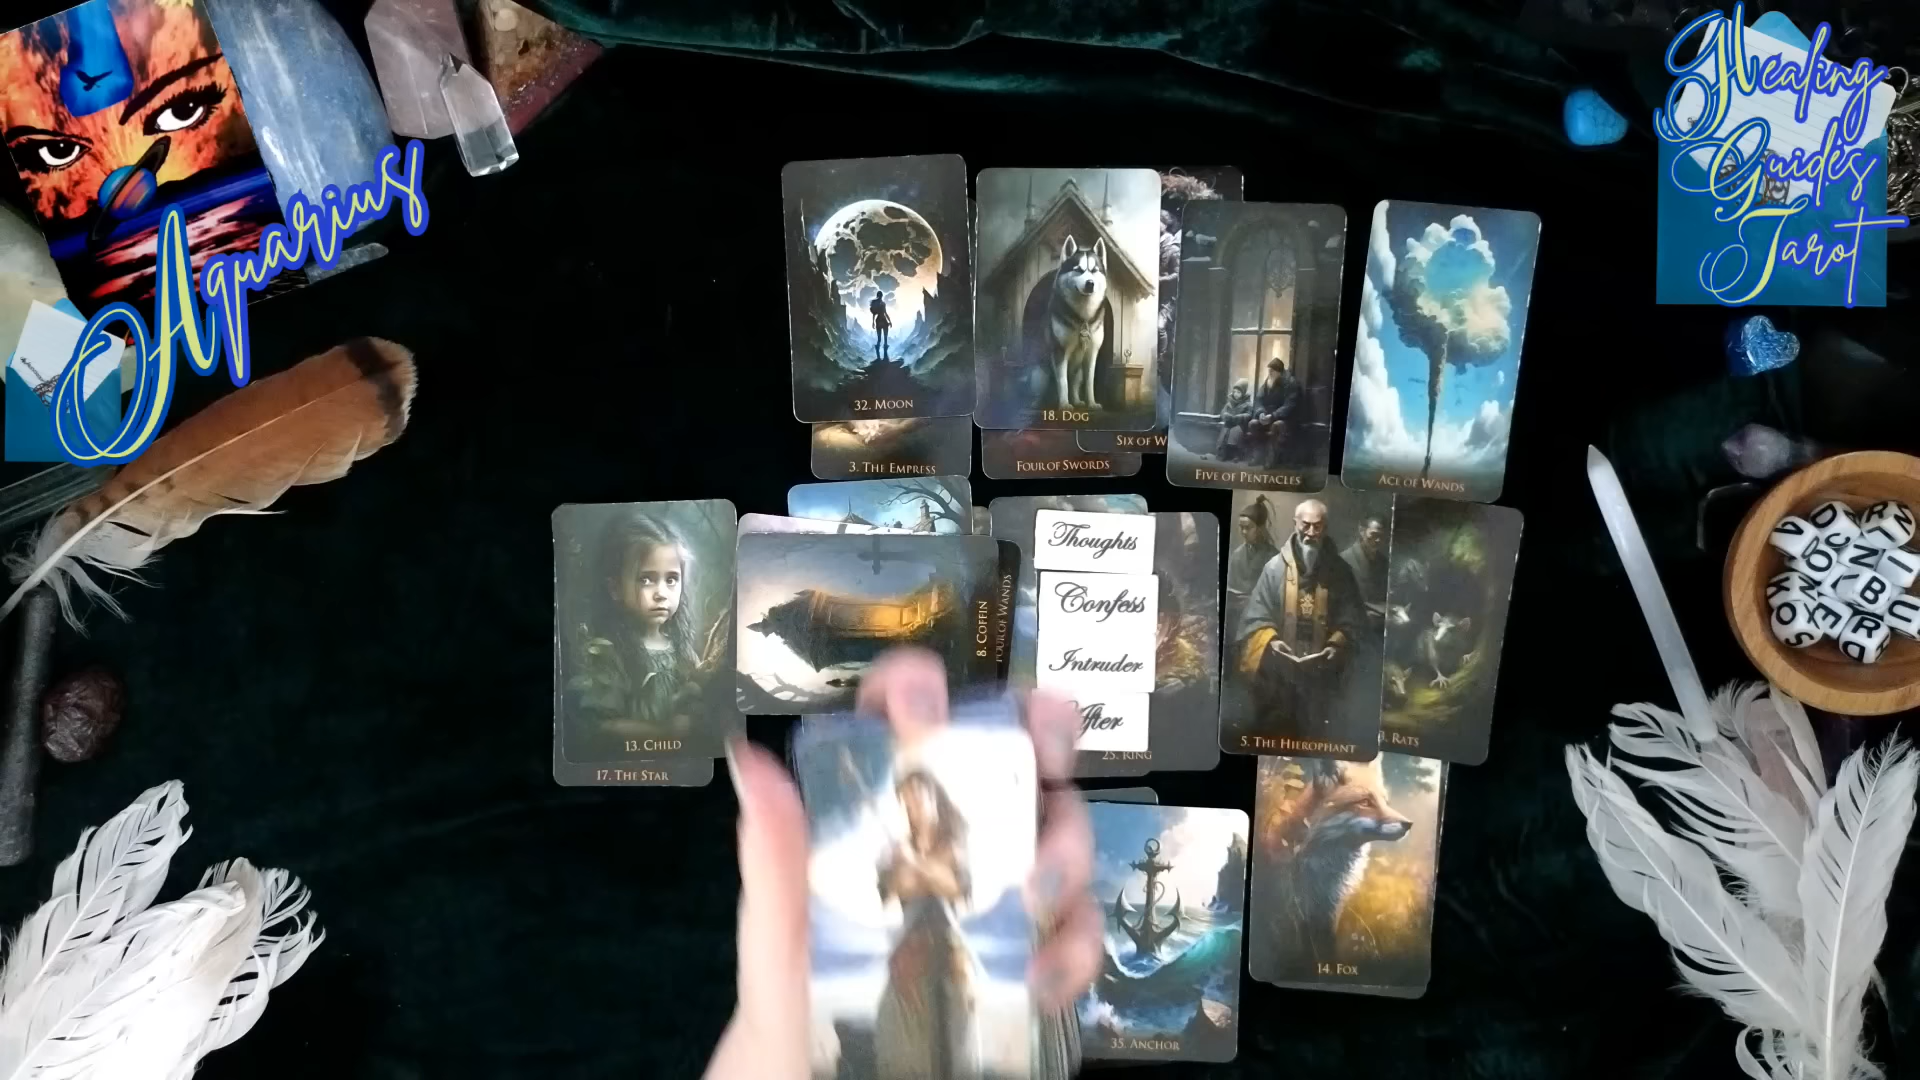 Aquarius
Healing
Guides
Tarot
32. MOON
18. DOG
3. THE EMPRESS
FOUR OF SWORDS
SIX OF W
FIVE OF PENTACLES
ACE OF WANDS
13. CHILD
17. THE STAR
8. COFFIN
FOUR OF WANDS
Thoughts
Confess
Intruder
After
25. RING
5. THE HIEROPHANT
RATS
35. ANCHOR
14. FOX